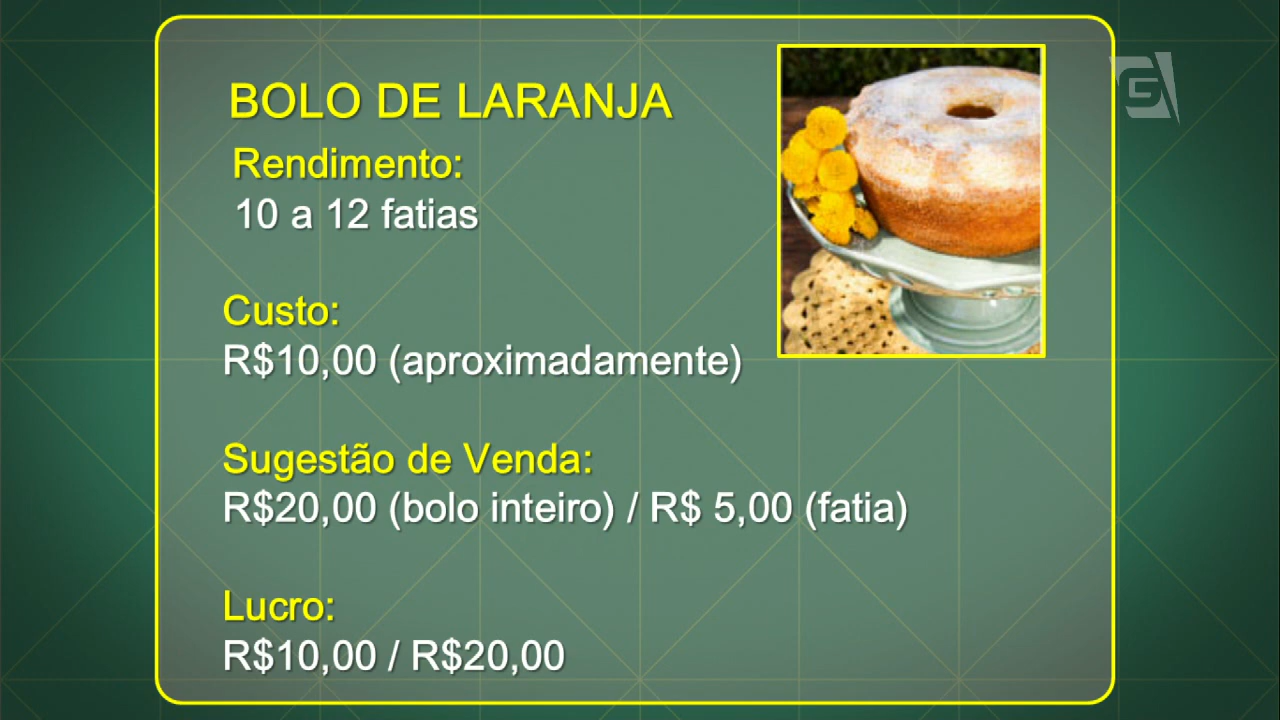 BOLO DE LARANJA
Rendimento:
10 a 12 fatias
Custo:
R$10,00 (aproximadamente)
Sugestão de Venda:
R$20,00 (bolo inteiro) / R$ 5,00 (fatia)
Lucro:
R$10,00 / R$20,00
G